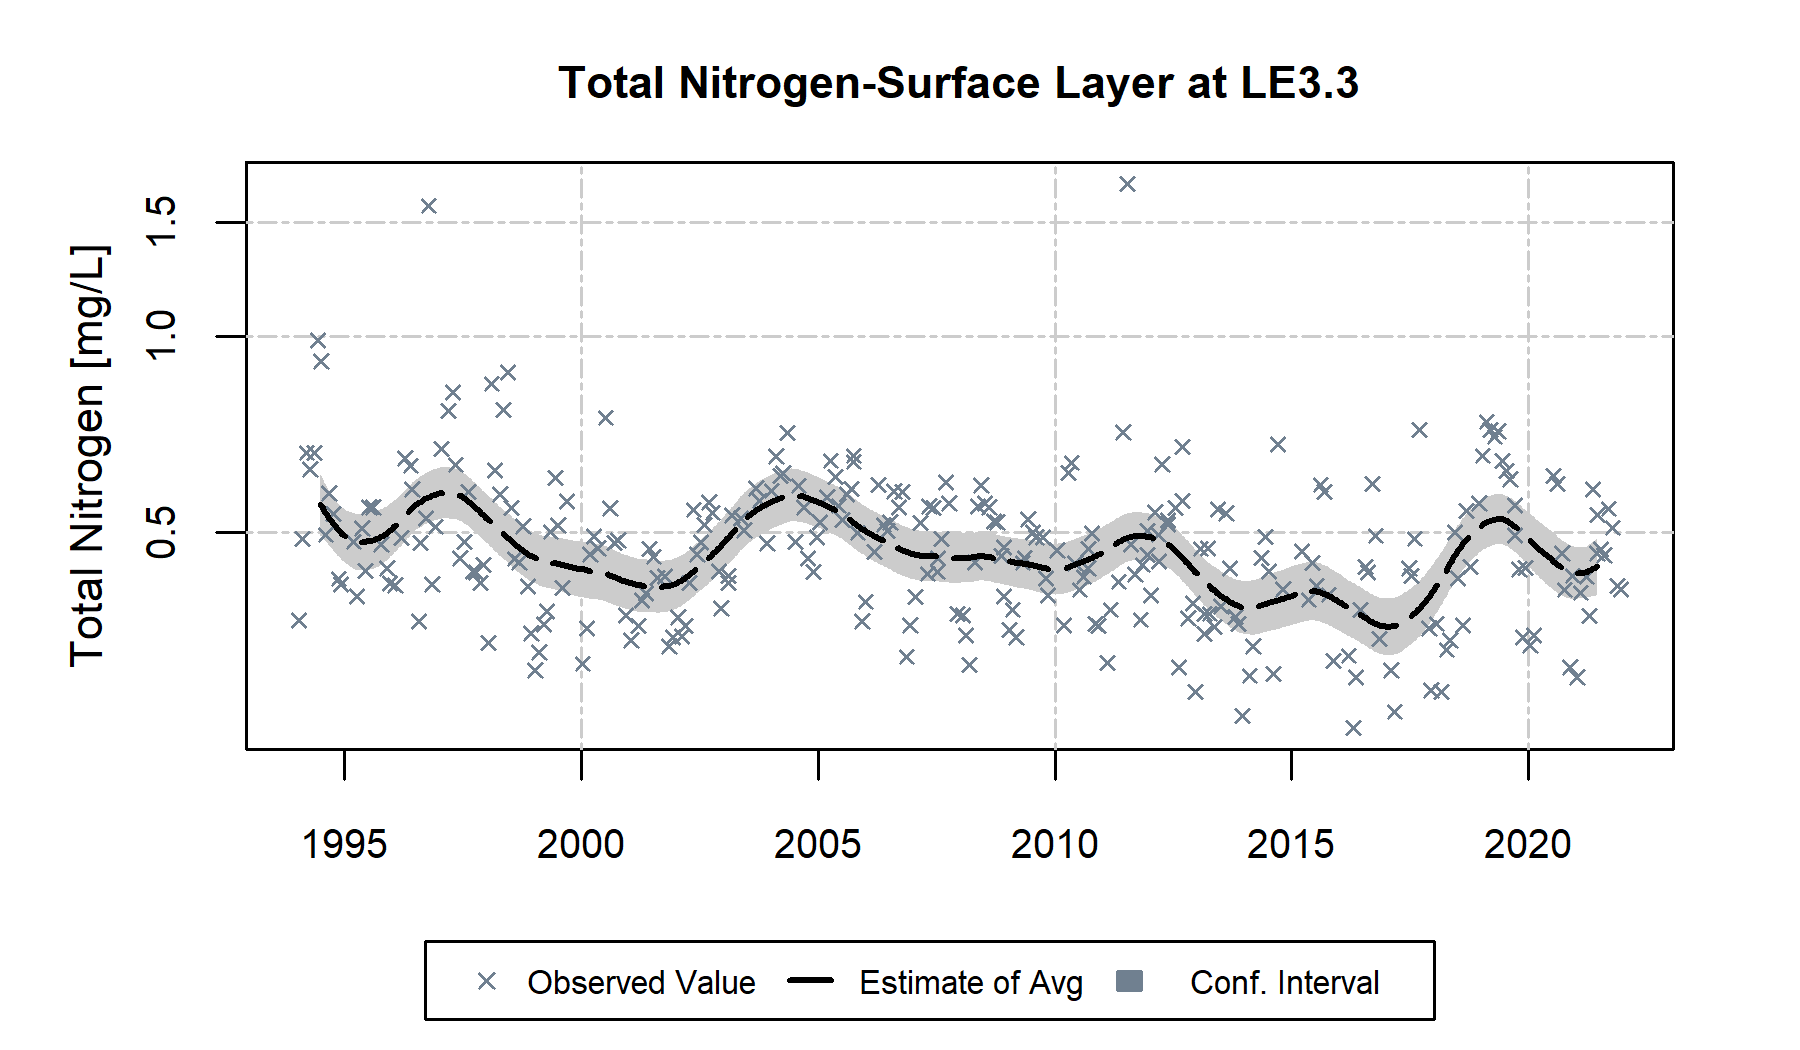 Total Nitrogen-Surface Layer at LE3.3
Total Nitrogen [mg/L]
1.5
1.0
0.5
1995 2000 2005 2010 2015 2020
Observed Value Estimate of Avg Conf. Interval